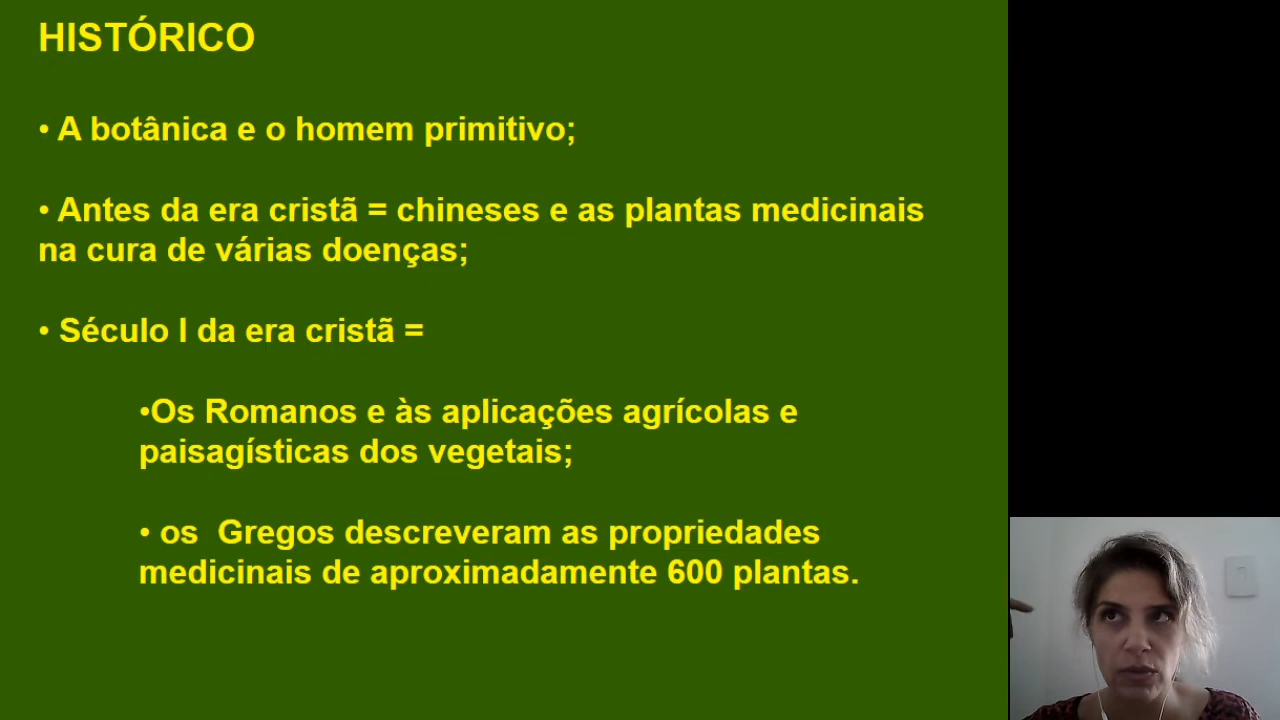 HISTÓRICO
• A botânica e o homem primitivo;
• Antes da era cristã = chineses e as plantas medicinais
na cura de várias doenças;
• Século I da era cristã =
•Os Romanos e às aplicações agrícolas e
paisagísticas dos vegetais;
• os  Gregos descreveram as propriedades
medicinais de aproximadamente 600 plantas.